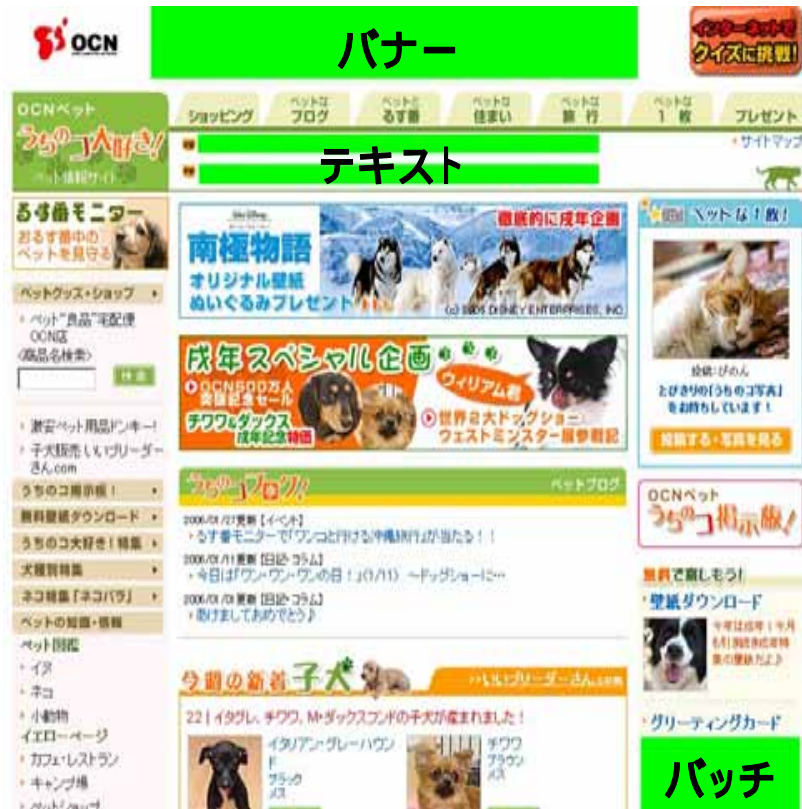 OCN
バナー
インターネットで
クイズに挑戦!
OCNペット
うちのコ大好き!
ペット情報サイト
ショッピング
ペットな
ブログ
ペットと
るす番
ペットな
住まい
ペットな
旅行
ペットな
1枚
プレゼント
サイトマップ
テキスト
るす番モニター
おるす番中の
ペットを見守る
ペットグッズ・ショップ
ペット"良品"宅配便
OCN店
<商品名検索>
検索
激安ペット用品ドンキー!
子犬販売 いいブリーダー
さん.com
うちのコ掲示板!
無料壁紙ダウンロード
うちのコ大好き!特集
犬種別特集
ネコ特集「ネコバラ」
ペットの知識・情報
ペット図鑑
イヌ
ネコ
小動物
イエローページ
カフェ・レストラン
キャンプ場
ペットショップ
徹底的に戌年企画
南極物語
オリジナル壁紙
ぬいぐるみプレゼント
(c) 2005 DISNEY ENTERPRISES, INC
戌年スペシャル企画
OCN500万人
突破記念セール
チワワ&ダックス
戌年記念特価
ウィリアム君
世界2大ドッグショー
ウェストミンスター展参戦記
うちのコブログ!
ペットブログ
2006/01/27更新【イベント】
るす番モニターで「ワンコと行ける沖縄旅行」が当たる!!
2006/01/11更新【日記・コラム】
今日は「ワン・ワン・ワンの日!」(1/11) ~ドッグショーに…
2006/01/01更新【日記・コラム】
あけましておめでとう♪
今週の新着子犬
>>いいブリーダーさん.com
22| イタグレ、チワワ、M・ダックスフンドの子犬が産まれました!
イタリアン・グレーハウン
ド
ブラック
メス
チワワ
ブラウン
メス
ペットな1枚!
投稿:ぴのん
とびきりの「うちのコ写真」
をお待ちしています!
投稿する・写真を見る
OCNペット
うちのコ掲示板!
無料で楽しもう!
壁紙ダウンロード
グリーティングカード
バッチ